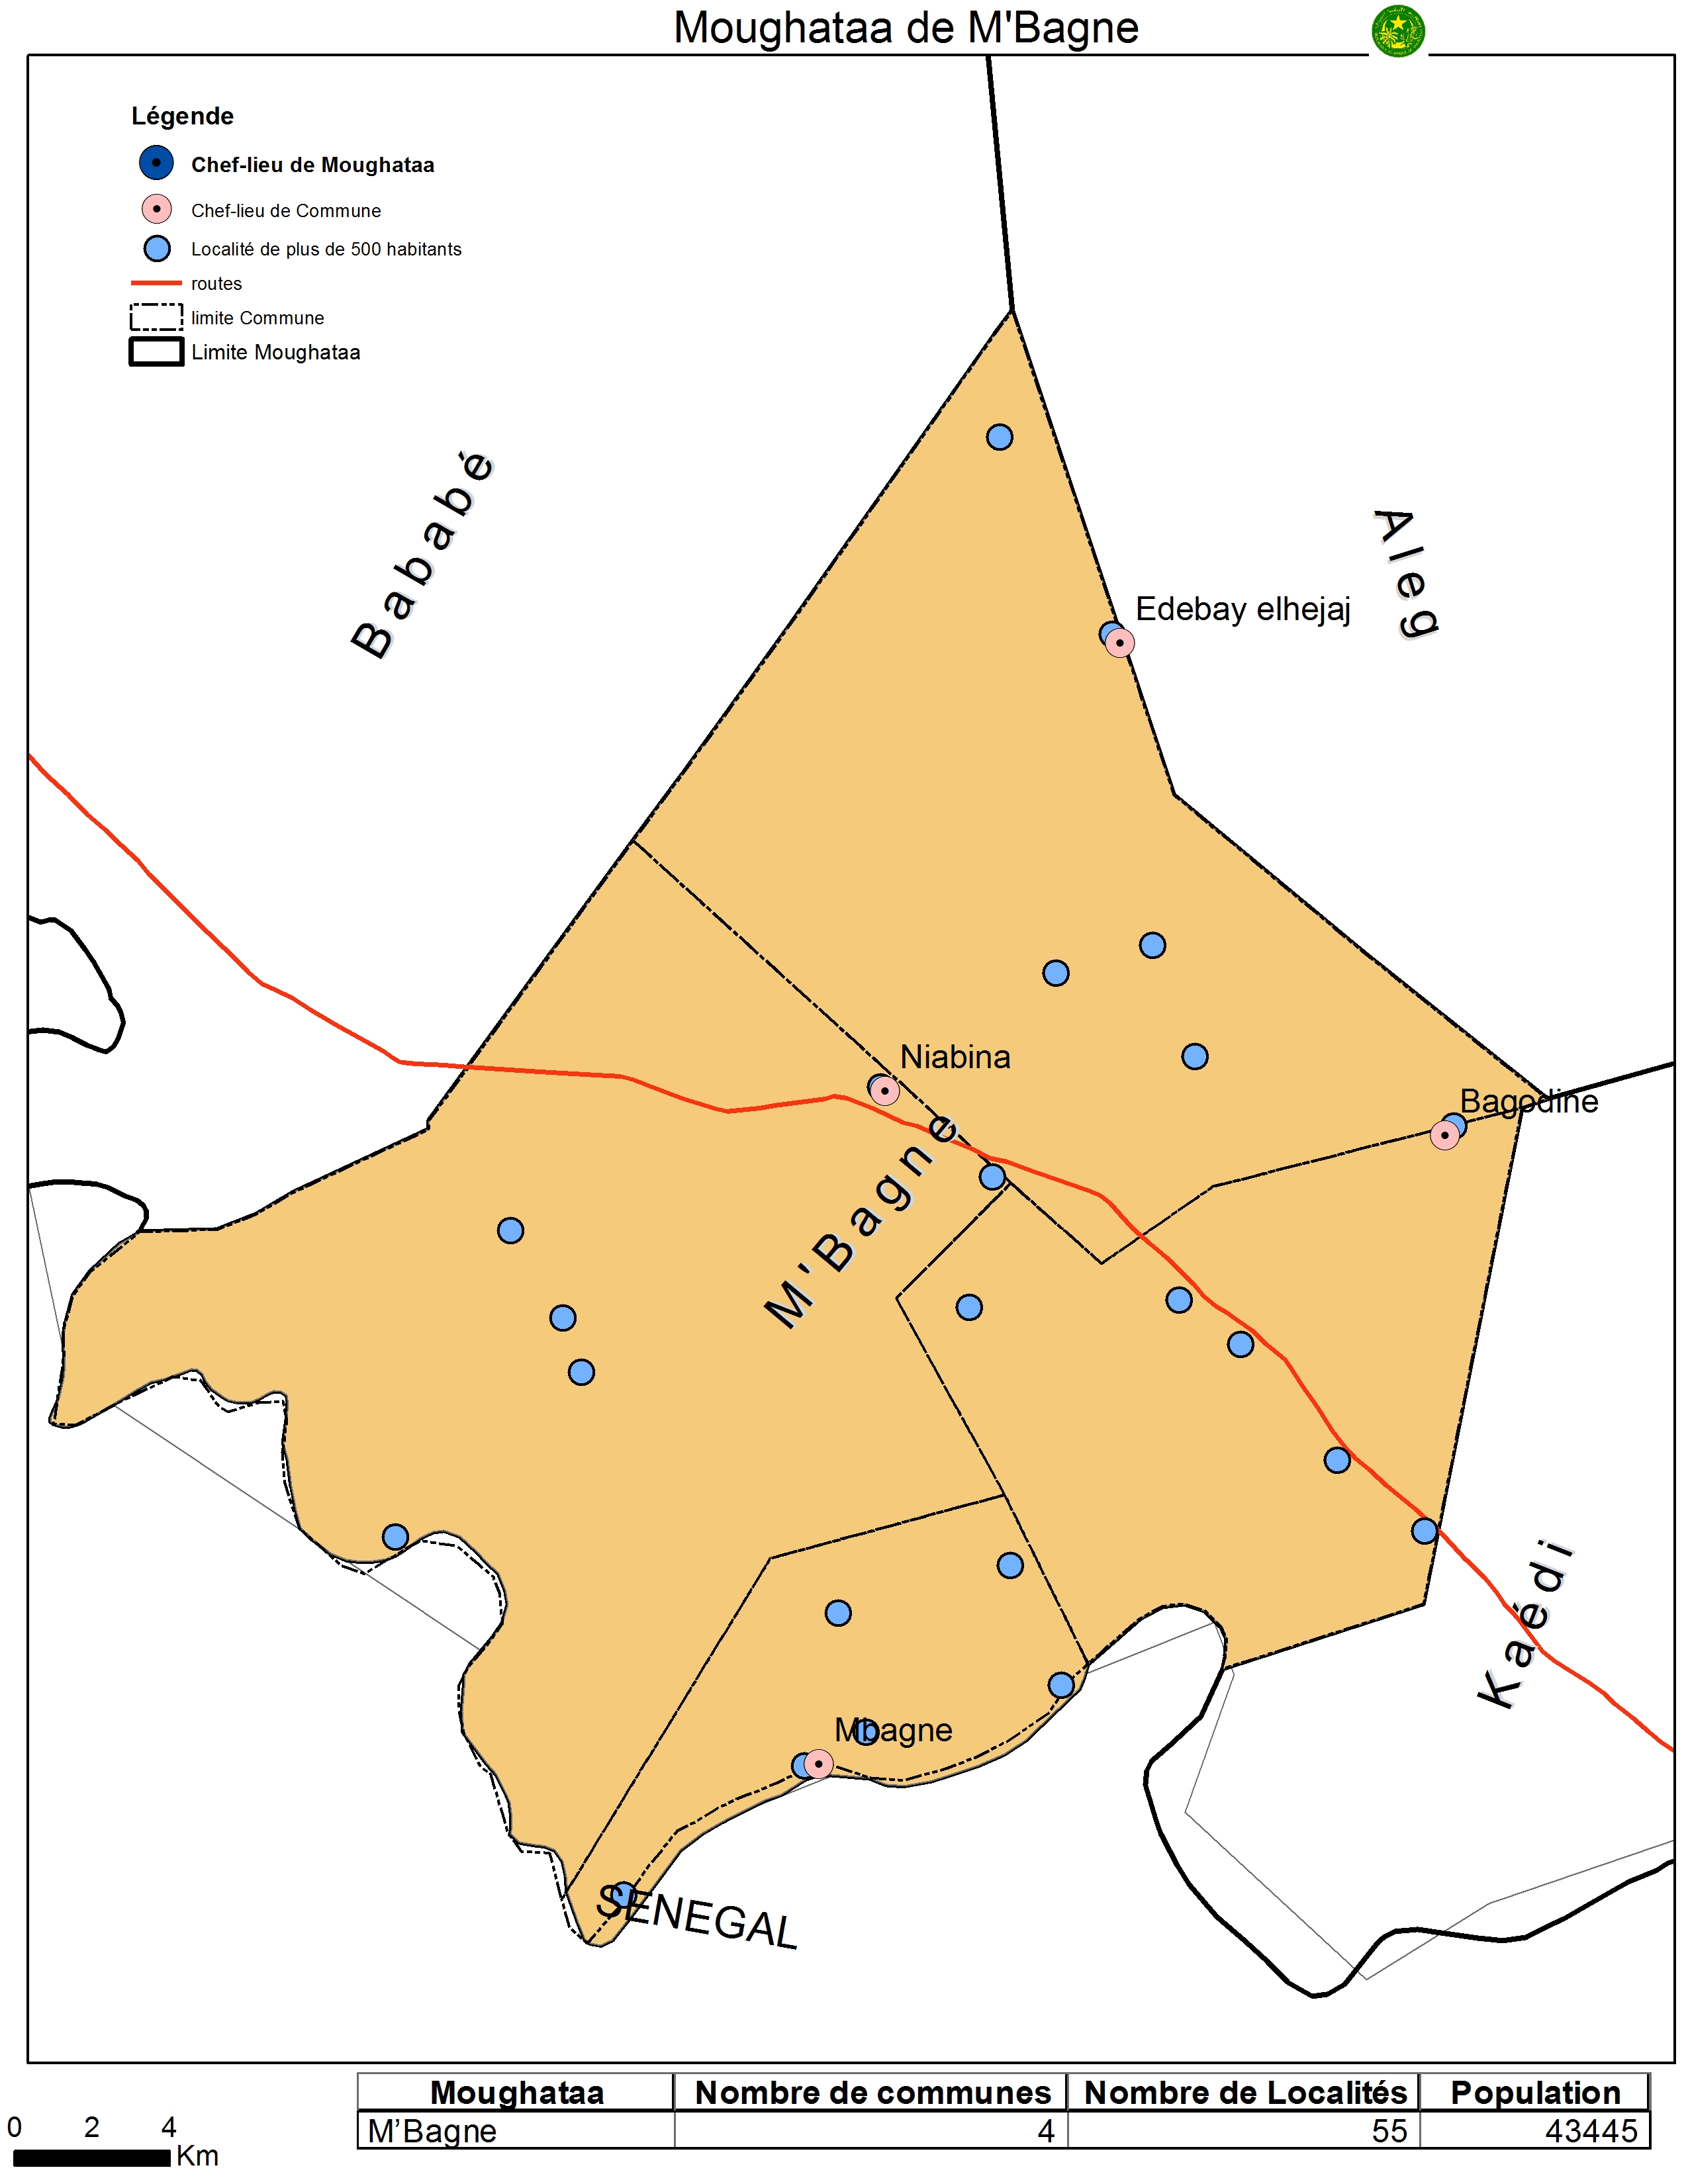 Moughataa de M'Bagne
Légende
Chef-lieu de Moughataa
Chef-lieu de Commune
Localité de plus de 500 habitants
routes
limite Commune
Limite Moughataa
Bababé
Aleg
Edebay elhejaj
Niabina
Bagodine
M'Bagne
Kaédi
Mbagne
SENEGAL
Moughataa Nombre de communes Nombre de Localités Population
M’Bagne 4 55 43445
0 2 4
Km